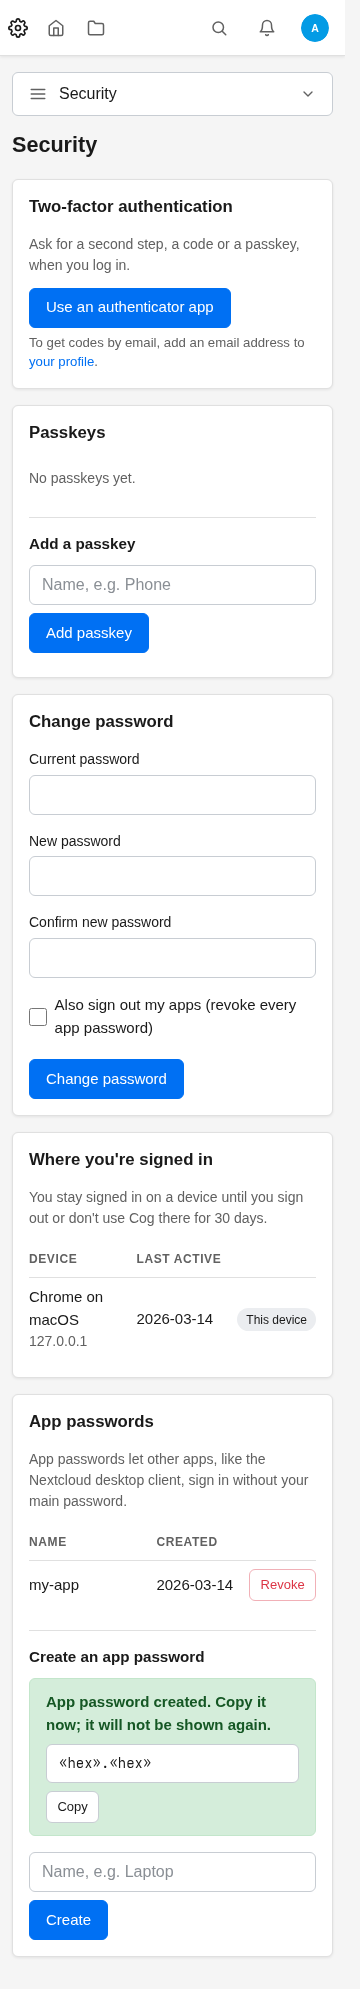 A
Security
Security
Two-factor authentication
Ask for a second step, a code or a passkey,
when you log in.
Use an authenticator app
To get codes by email, add an email address to
your profile.
Passkeys
No passkeys yet.
Add a passkey
Name, e.g. Phone
Add passkey
Change password
Current password
New password
Confirm new password
Also sign out my apps (revoke every
app password)
Change password
Where you're signed in
You stay signed in on a device until you sign
out or don't use Cog there for 30 days.
DEVICE LAST ACTIVE
Chrome on
macOS 2026-03-14 This device
127.0.0.1
App passwords
App passwords let other apps, like the
Nextcloud desktop client, sign in without your
main password.
NAME CREATED
my-app 2026-03-14 Revoke
Create an app password
App password created. Copy it
now; it will not be shown again.
«hex».«hex»
Copy
Name, e.g. Laptop
Create